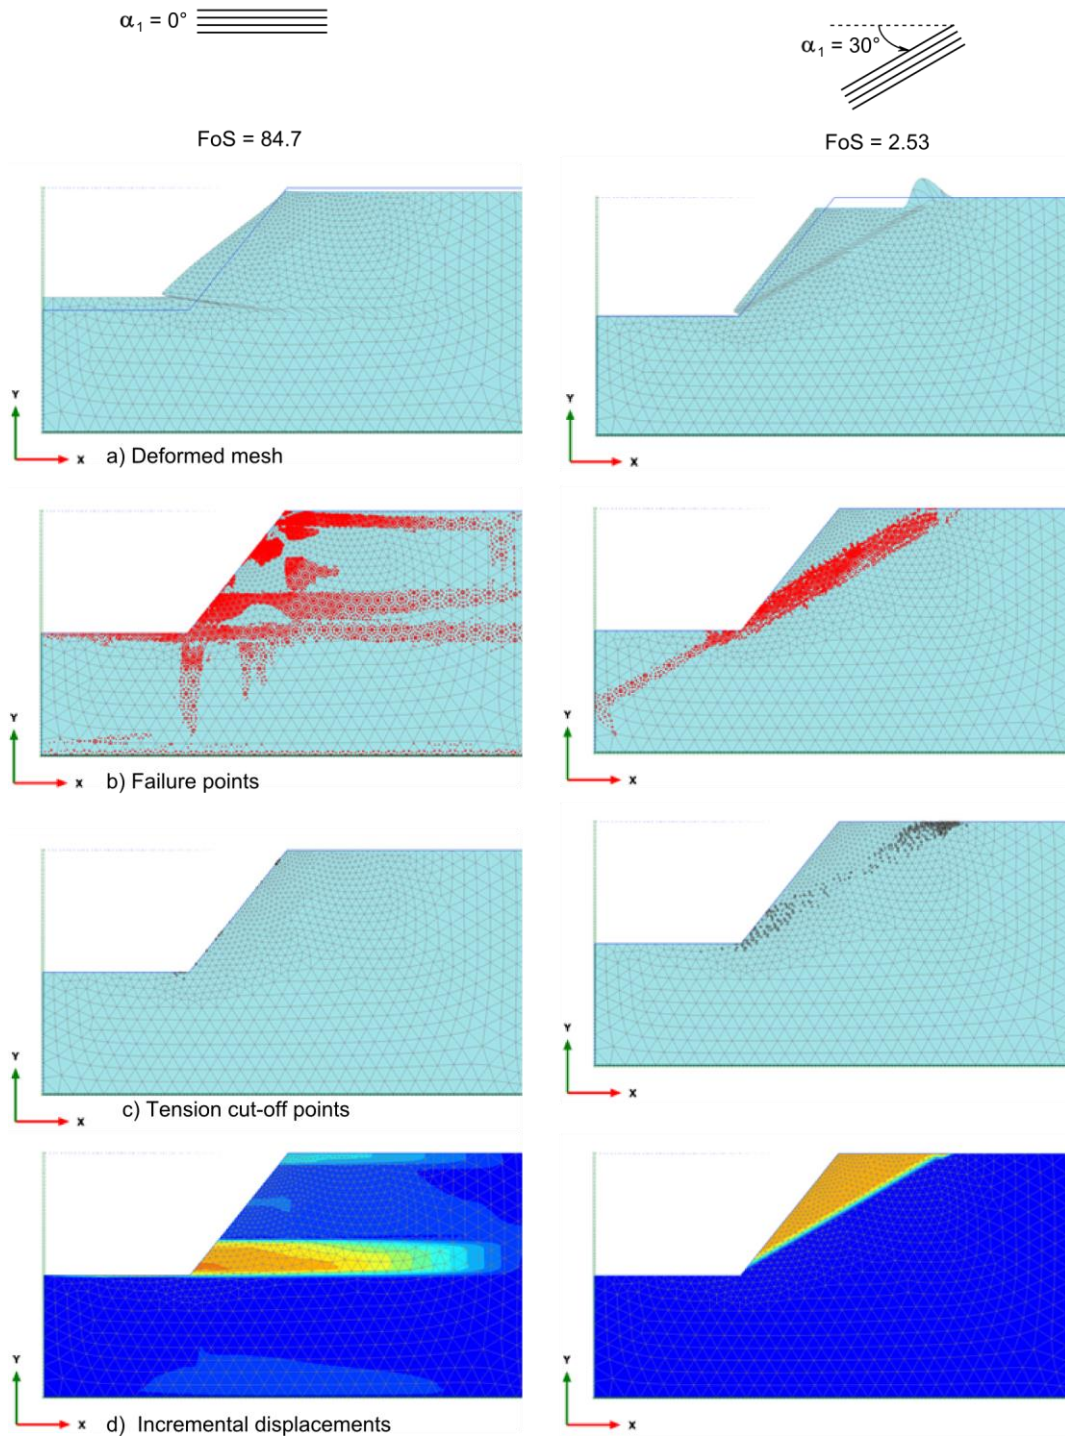 α₁ = 0°
α₁ = 30°
FoS = 84.7
FoS = 2.53
Y
X
Y
X
a) Deformed mesh
Y
X
Y
X
b) Failure points
Y
X
Y
X
c) Tension cut-off points
Y
X
Y
X
d) Incremental displacements